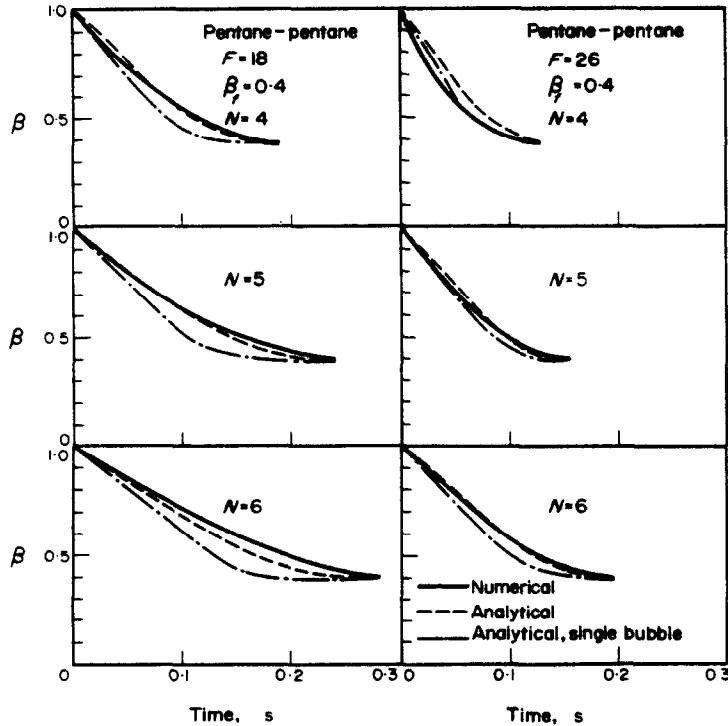 1·0
Pentane–pentane
F=18
β_f=0·4
N=4
β
0·5
0
Pentane–pentane
F=26
β_f=0·4
N=4
1·0
N=5
β
0·5
0
N=5
1·0
N=6
β
0·5
0
0·1
0·2
0·3
Time, s
N=6
Numerical
Analytical
Analytical, single bubble
0
0·1
0·2
0·3
Time, s